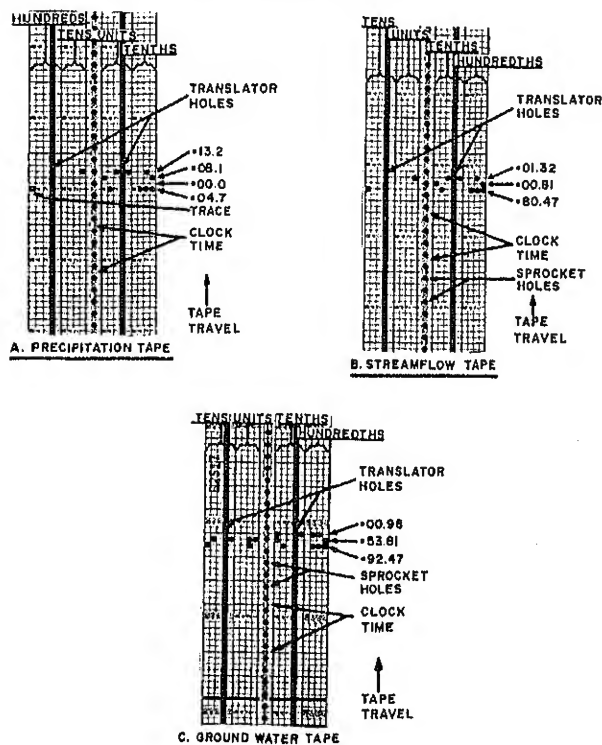 HUNDREDS
TENS UNITS
TENTHS
TRANSLATOR
HOLES
•13.2
•08.1
•00.0
•04.7
TRACE
CLOCK
TIME
TAPE
TRAVEL
A. PRECIPITATION TAPE
TENS
UNITS
TENTHS
HUNDREDTHS
TRANSLATOR
HOLES
•01.32
•00.81
•80.47
CLOCK
TIME
SPROCKET
HOLES
TAPE
TRAVEL
B. STREAMFLOW TAPE
TENS UNITS TENTHS
HUNDREDTHS
TRANSLATOR
HOLES
•00.98
•53.81
•92.47
SPROCKET
HOLES
CLOCK
TIME
TAPE
TRAVEL
C. GROUND WATER TAPE